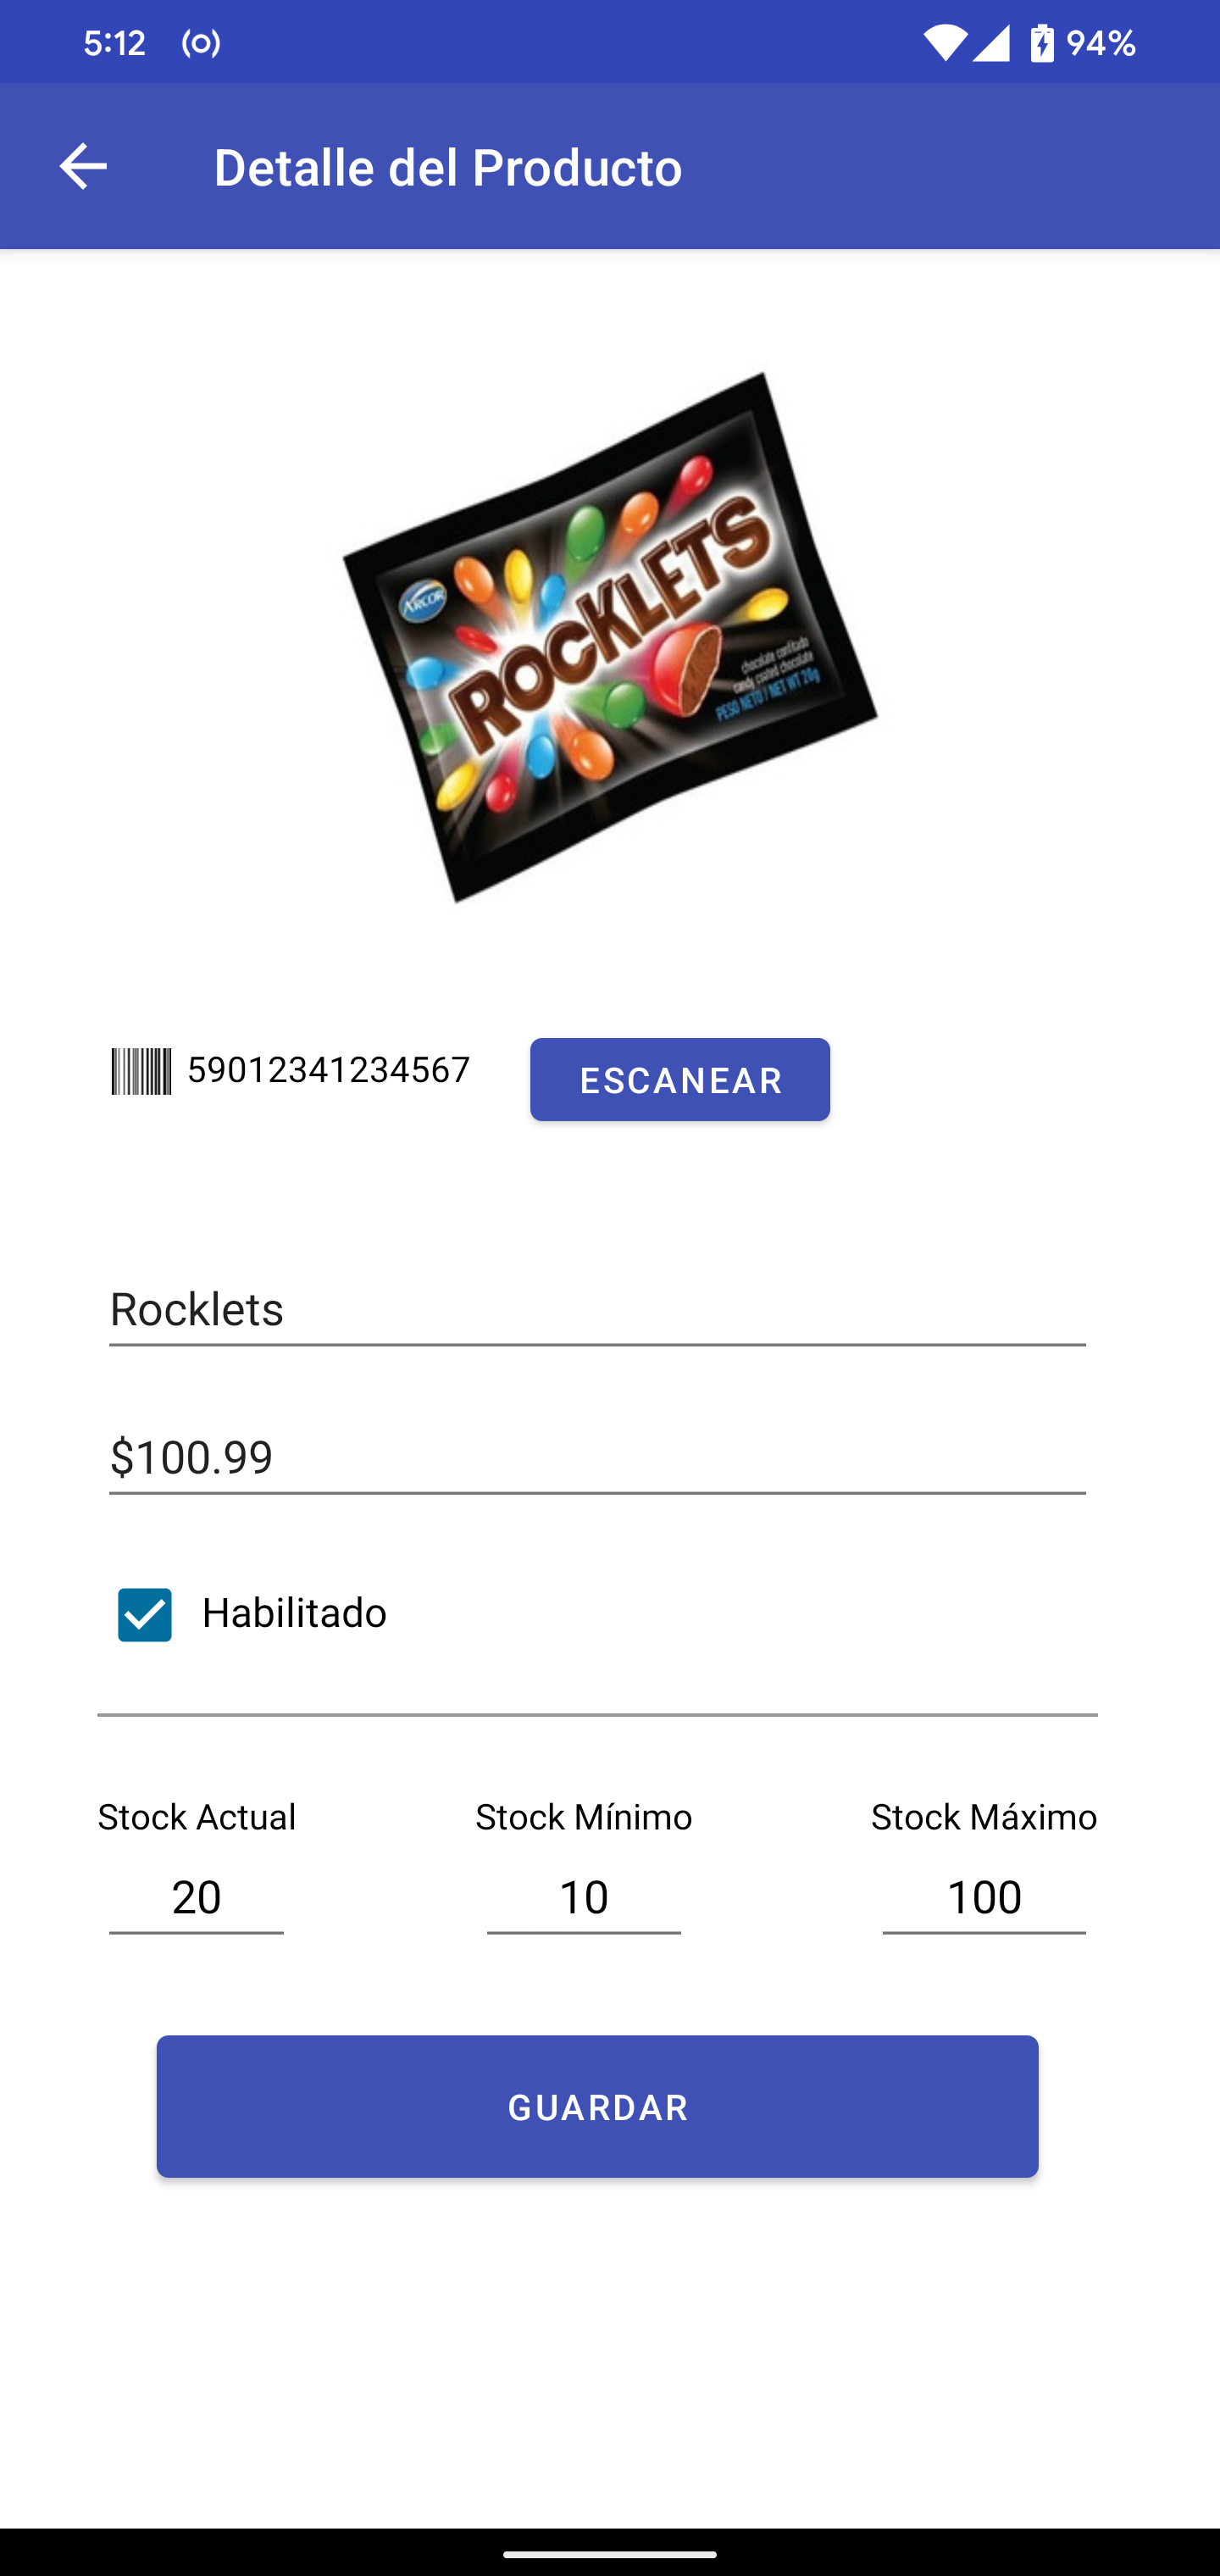 5:12 94%
Detalle del Producto
ARCOR
ROCKLETS
chocolate confitado
candy coated chocolate
PESO NETO / NET WT 20g
59012341234567
ESCANEAR
Rocklets
$100.99
Habilitado
Stock Actual Stock Mínimo Stock Máximo
20 10 100
GUARDAR